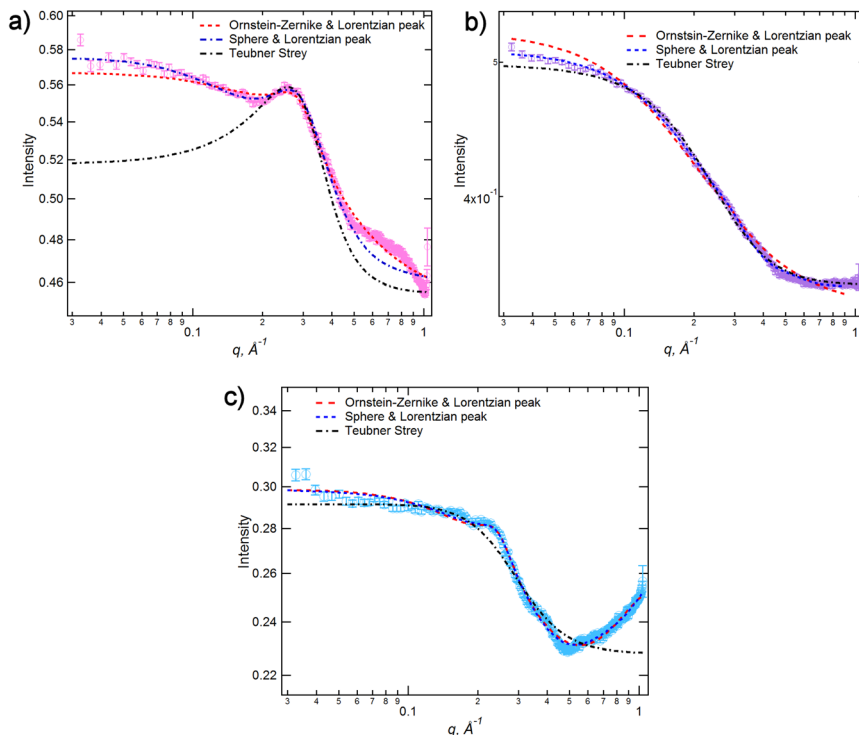 a)
Ornstein-Zernike & Lorentzian peak
Sphere & Lorentzian peak
Teubner Strey
0.60
0.58
0.56
0.54
0.52
0.50
0.48
0.46
Intensity
3 4 5 6 7 8 9 0.1 2 3 4 5 6 7 8 9 1
q, Å⁻¹
b)
Ornstsin-Zernike & Lorentzian peak
Sphere & Lorentzian peak
Teubner Strey
5
4x10⁻¹
Intensity
3 4 5 6 7 8 9 0.1 2 3 4 5 6 7 8 9 1
q, Å⁻¹
c)
Ornstein-Zernike & Lorentzian peak
Sphere & Lorentzian peak
Teubner Strey
0.34
0.32
0.30
0.28
0.26
0.24
0.22
Intensity
3 4 5 6 7 8 9 0.1 2 3 4 5 6 7 8 9 1
q, Å⁻¹